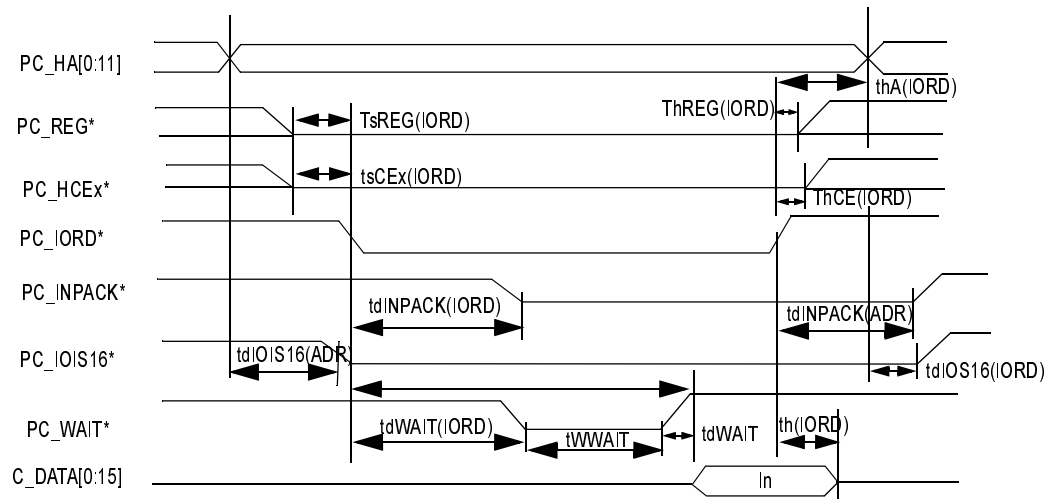 PC_HA[0:11]
thA(IORD)
PC_REG*
TsREG(IORD)
ThREG(IORD)
PC_HCEx*
tsCEx(IORD)
ThCE(IORD)
PC_IORD*
PC_INPACK*
tdINPACK(IORD)
tdINPACK(ADR)
PC_IOIS16*
tdIOIS16(ADR)
tdIOS16(IORD)
PC_WAIT*
tdWAIT(IORD)
tWWAIT
tdWAIT
th(IORD)
C_DATA[0:15]
In